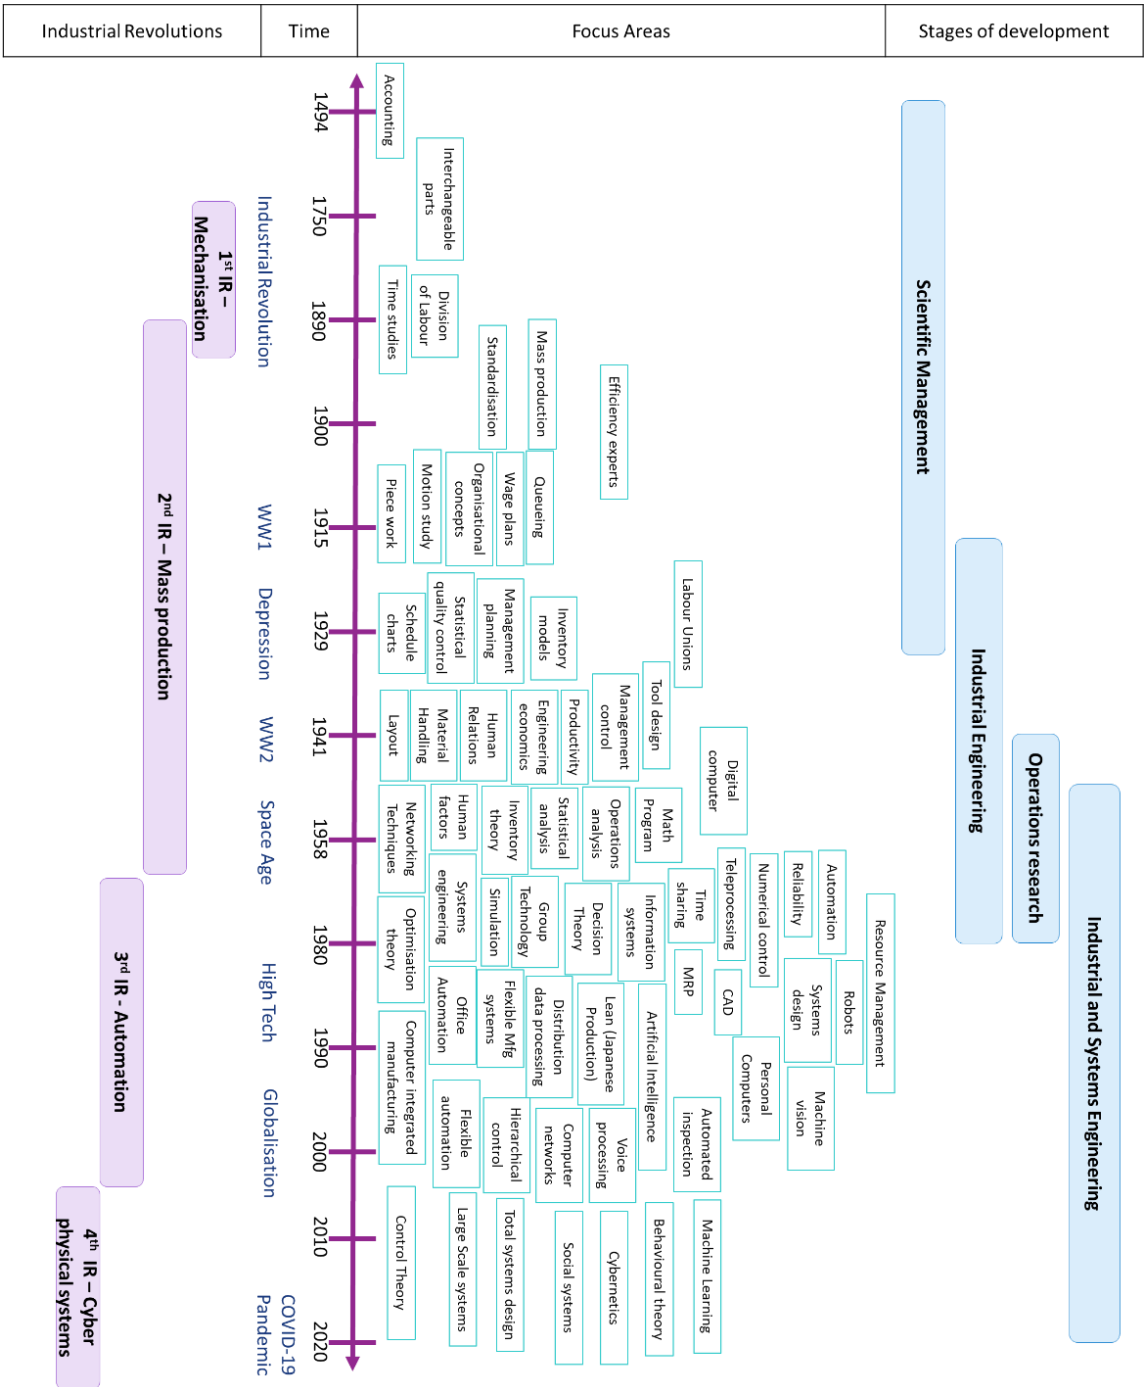 Industrial Revolutions
Time
Focus Areas
Stages of development
1st IR –
Mechanisation
2nd IR – Mass production
3rd IR - Automation
4th IR – Cyber
physical systems
Industrial Revolution
WW1
Depression
WW2
Space Age
High Tech
Globalisation
COVID-19
Pandemic
1494
1750
1890
1900
1915
1929
1941
1958
1980
1990
2000
2010
2020
Accounting
Interchangeable
parts
Time studies
Division
of Labour
Standardisation
Mass production
Efficiency experts
Piece work
Motion study
Organisational
concepts
Wage plans
Queueing
Schedule
charts
Statistical
quality control
Management
planning
Inventory
models
Labour Unions
Layout
Material
Handling
Human
Relations
Engineering
economics
Productivity
Management
control
Tool design
Digital
computer
Networking
Techniques
Human
factors
Inventory
theory
Statistical
analysis
Operations
analysis
Math
Program
Optimisation
theory
Systems
engineering
Simulation
Group
Technology
Decision
Theory
Information
systems
Time
sharing
Teleprocessing
Numerical control
Reliability
Automation
Resource Management
Computer integrated
manufacturing
Office
Automation
Flexible Mfg
systems
Distribution
data processing
Lean (Japanese
Production)
Artificial Intelligence
MRP
CAD
Personal
Computers
Systems
design
Robots
Flexible
automation
Hierarchical
control
Computer
networks
Voice
processing
Automated
inspection
Machine
vision
Control Theory
Large Scale systems
Total systems design
Social systems
Cybernetics
Behavioural theory
Machine Learning
Scientific Management
Industrial Engineering
Operations research
Industrial and Systems Engineering